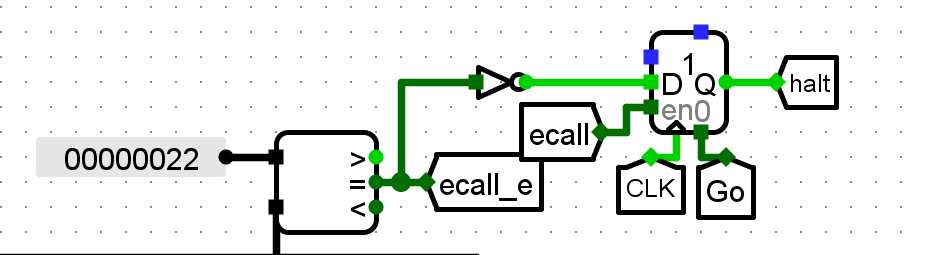 1
D Q
halt
en0
ecall
00000022
>
=
<
ecall_e
CLK
Go